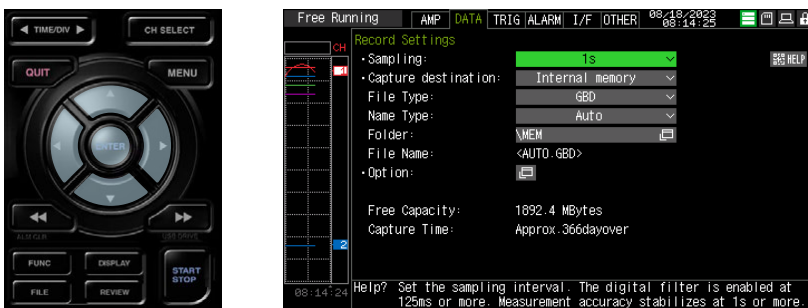 TIME/DIV
CH SELECT
QUIT
MENU
ENTER
ALM CLR
USB DRIVE
FUNC
DISPLAY
START
STOP
FILE
REVIEW
Free Running
AMP
DATA
TRIG
ALARM
I/F
OTHER
08/18/2023
08:14:25
CH
Record Settings
・Sampling: 1s
HELP
1
・Capture destination: Internal memory
File Type: GBD
Name Type: Auto
Folder: \MEM
File Name: <AUTO.GBD>
・Option:
Free Capacity: 1892.4 MBytes
Capture Time: Approx.366dayover
2
08:14:24
Help? Set the sampling interval. The digital filter is enabled at
125ms or more. Measurement accuracy stabilizes at 1s or more.